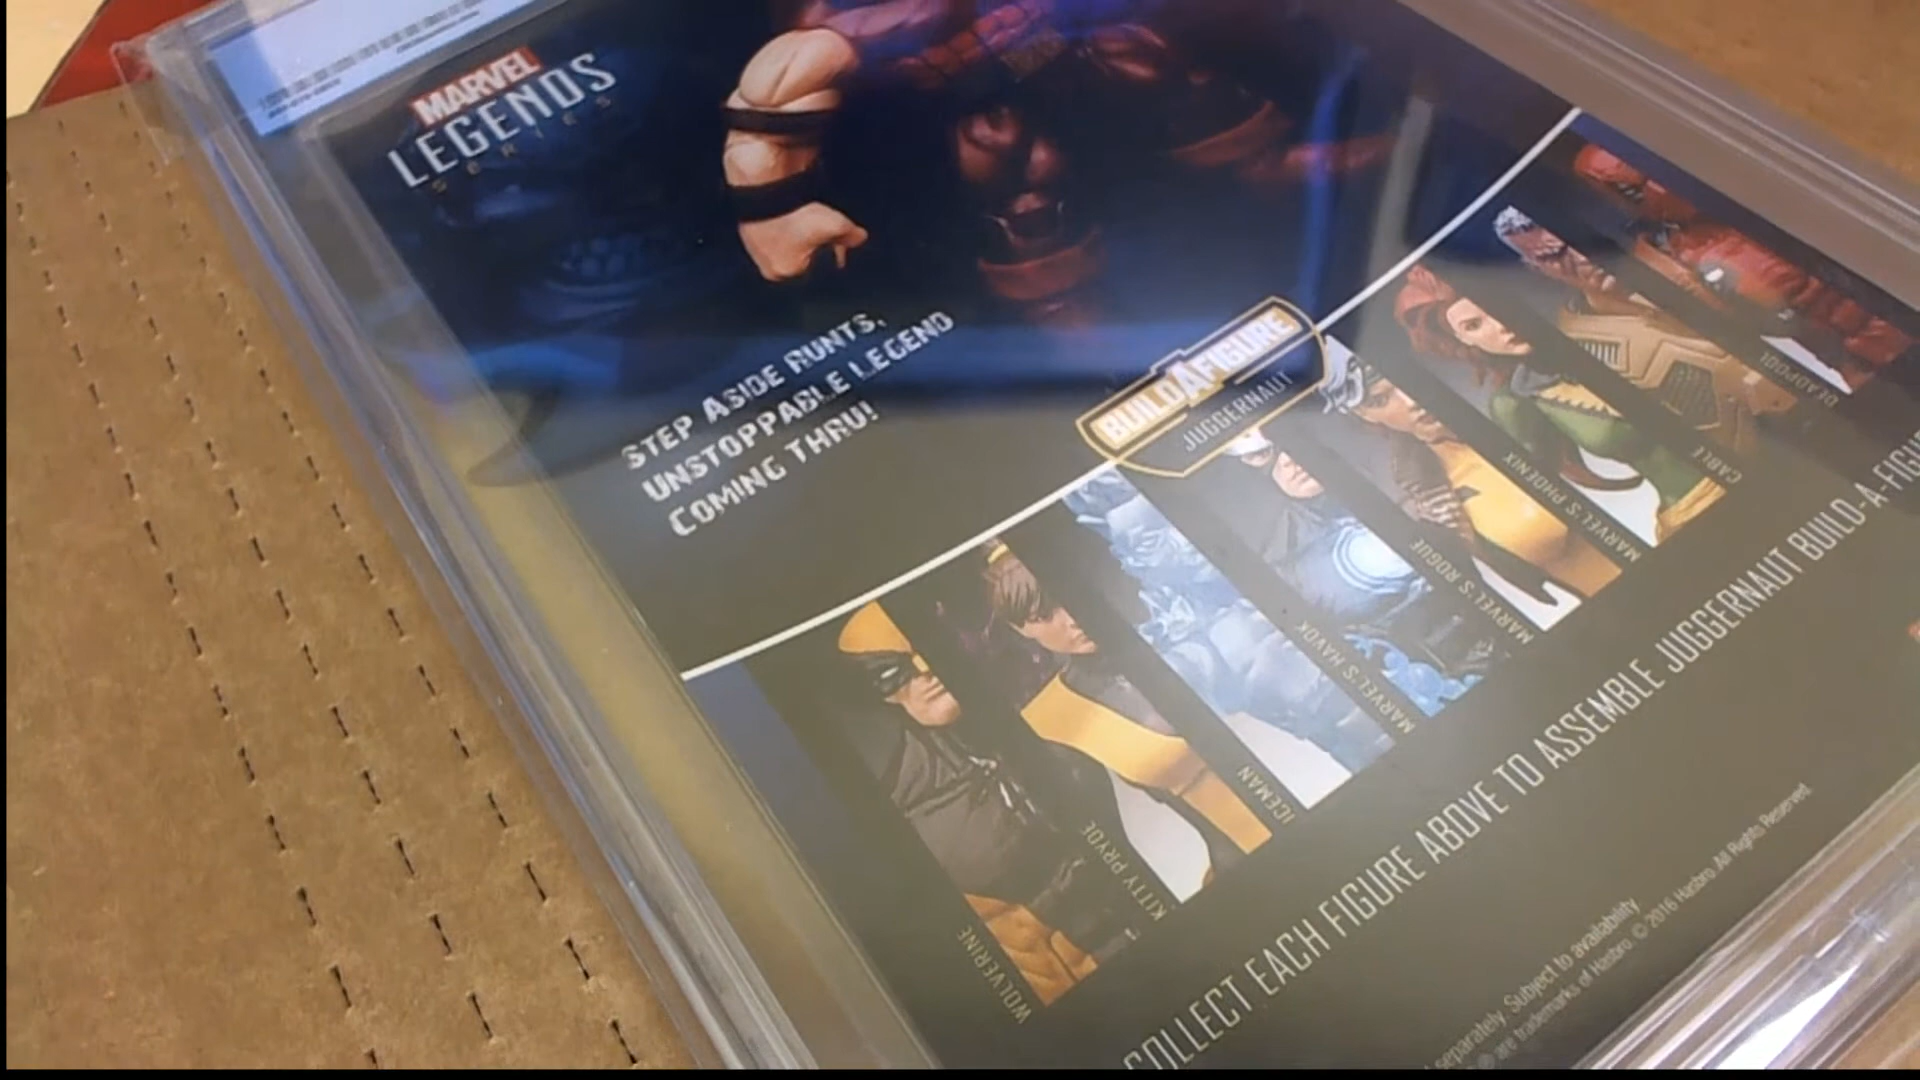 MARVEL
LEGENDS
SERIES
STEP ASIDE RUNTS,
UNSTOPPABLE LEGEND
COMING THRU!
BUILD A FIGURE
JUGGERNAUT
WOLVERINE
KITTY PRYDE
ICEMAN
MARVEL'S HAVOK
MARVEL'S ROGUE
MARVEL'S PHOENIX
CABLE
DEADPOOL
COLLECT EACH FIGURE ABOVE TO ASSEMBLE JUGGERNAUT BUILD-A-FIGU
separately. Subject to availability
® are trademarks of Hasbro. © 2016 Hasbro. All Rights Reserved.